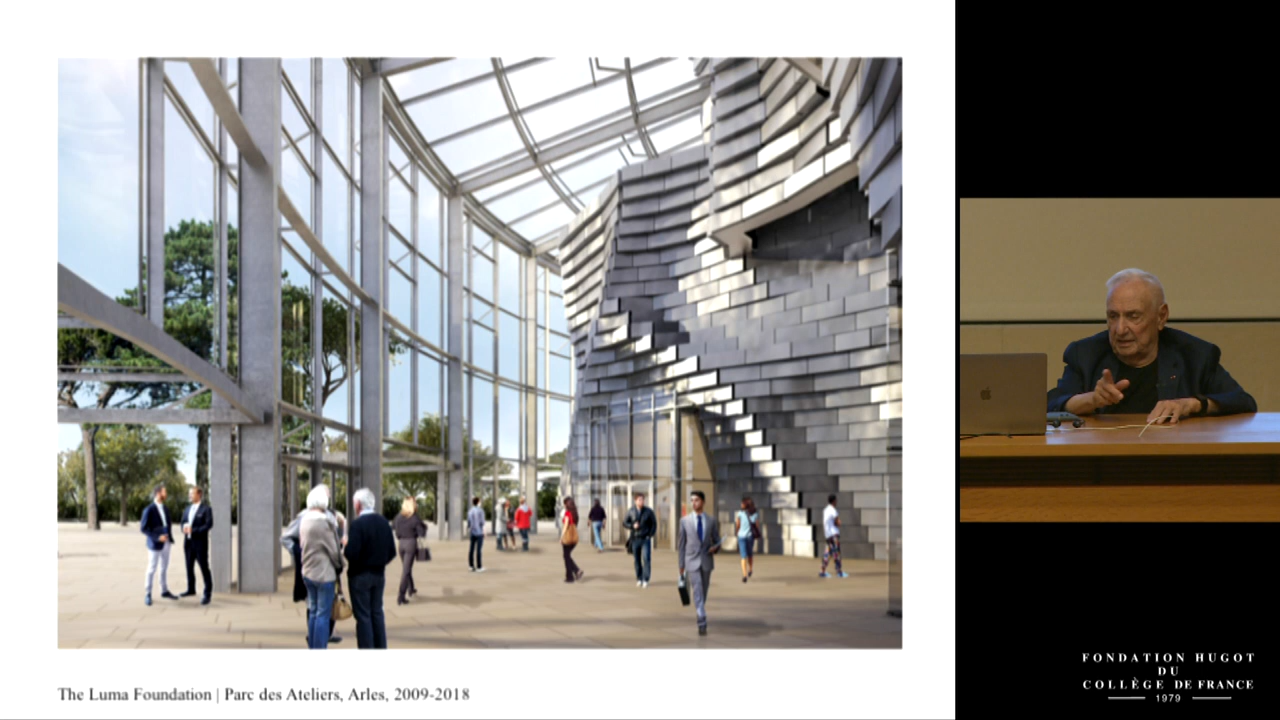 The Luma Foundation | Parc des Ateliers, Arles, 2009-2018
FONDATION HUGOT
DU
COLLÈGE DE FRANCE
1979